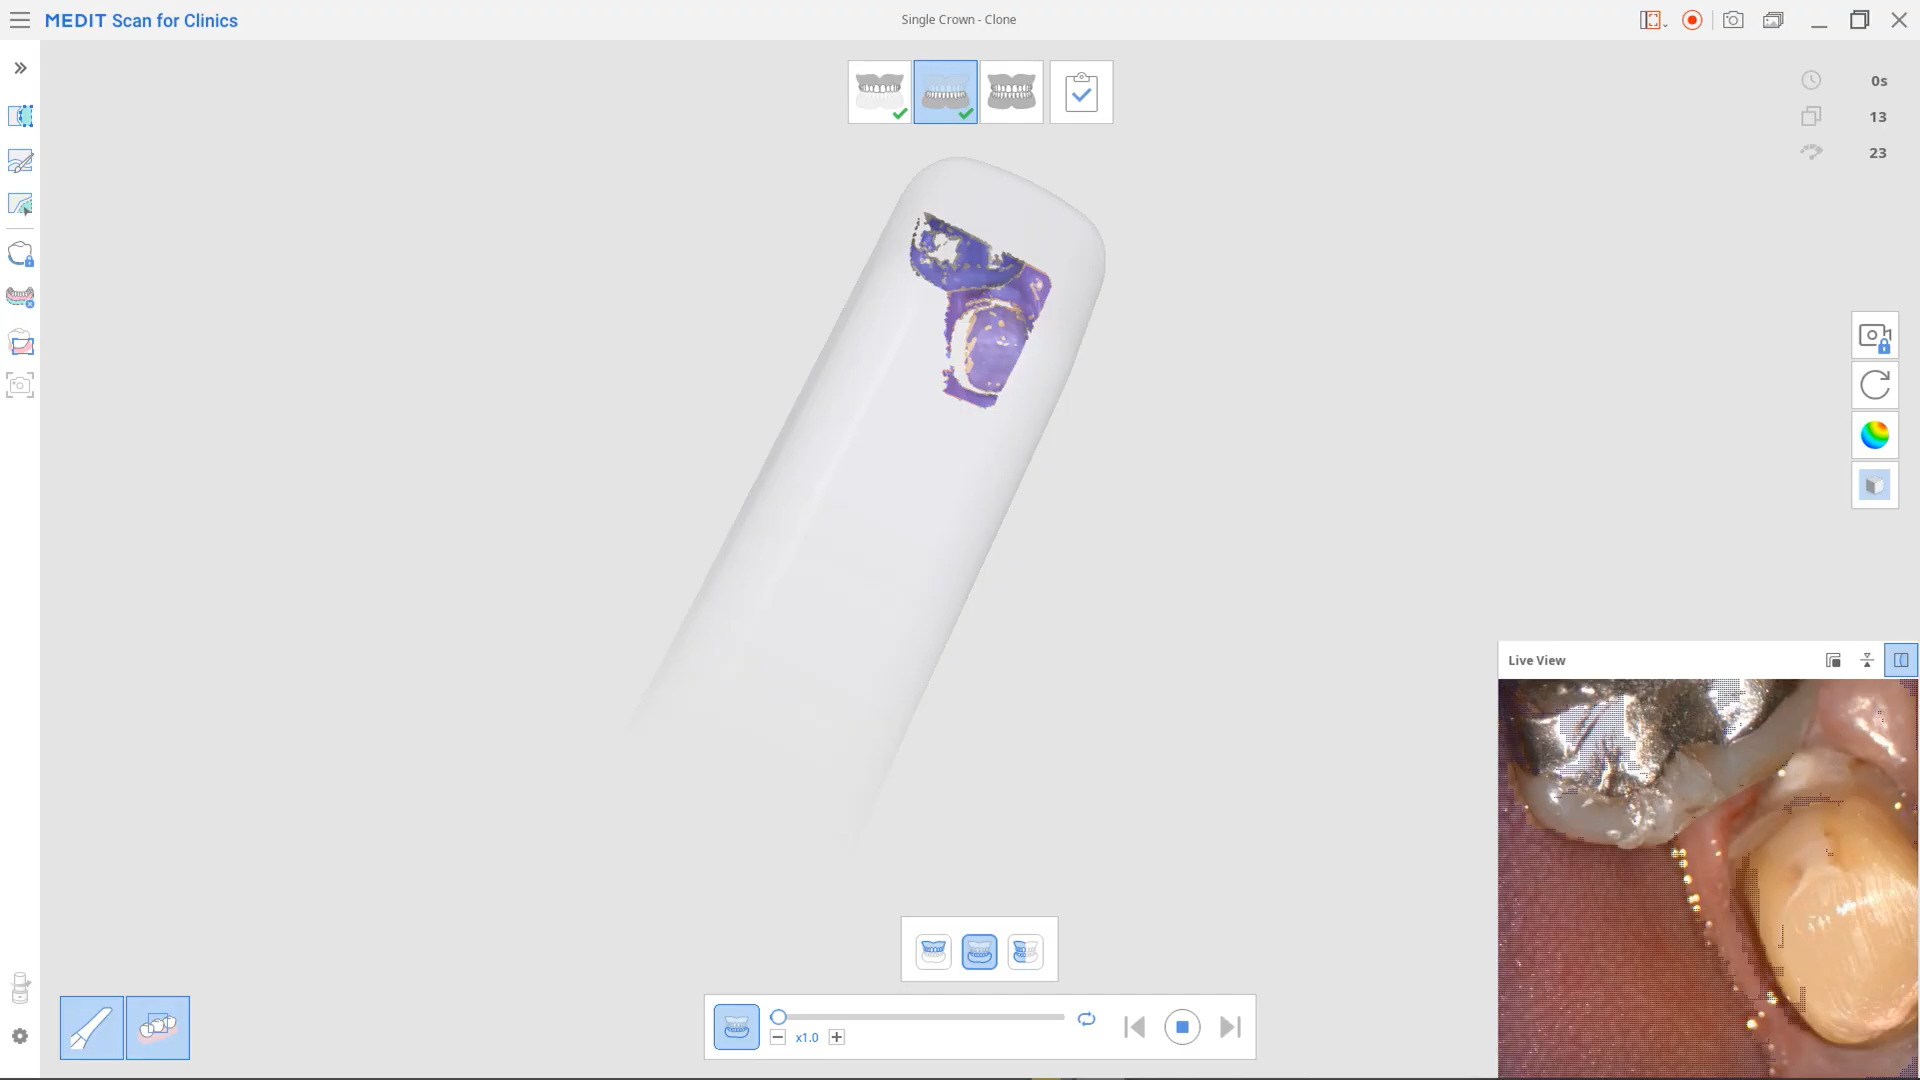 MEDIT Scan for Clinics
Single Crown - Clone
0s
13
23
Live View
x1.0